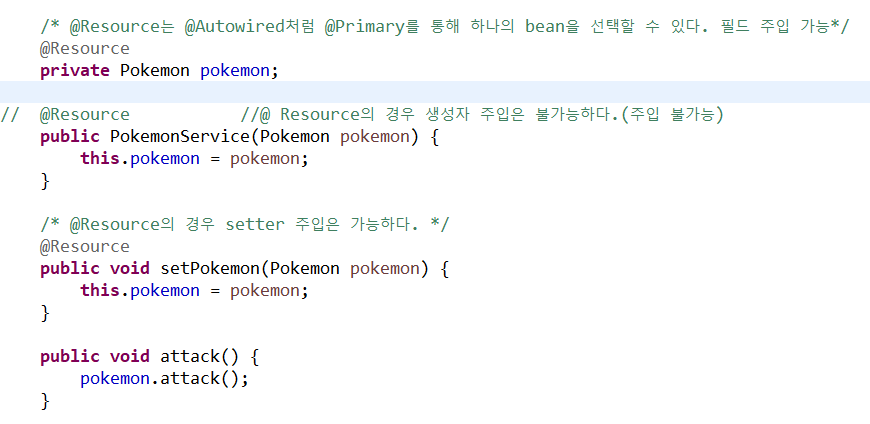 /* @Resource는 @Autowired처럼 @Primary를 통해 하나의 bean을 선택할 수 있다. 필드 주입 가능*/
@Resource
private Pokemon pokemon;
// @Resource //@ Resource의 경우 생성자 주입은 불가능하다.(주입 불가능)
public PokemonService(Pokemon pokemon) {
this.pokemon = pokemon;
}
/* @Resource의 경우 setter 주입은 가능하다. */
@Resource
public void setPokemon(Pokemon pokemon) {
this.pokemon = pokemon;
}
public void attack() {
pokemon.attack();
}